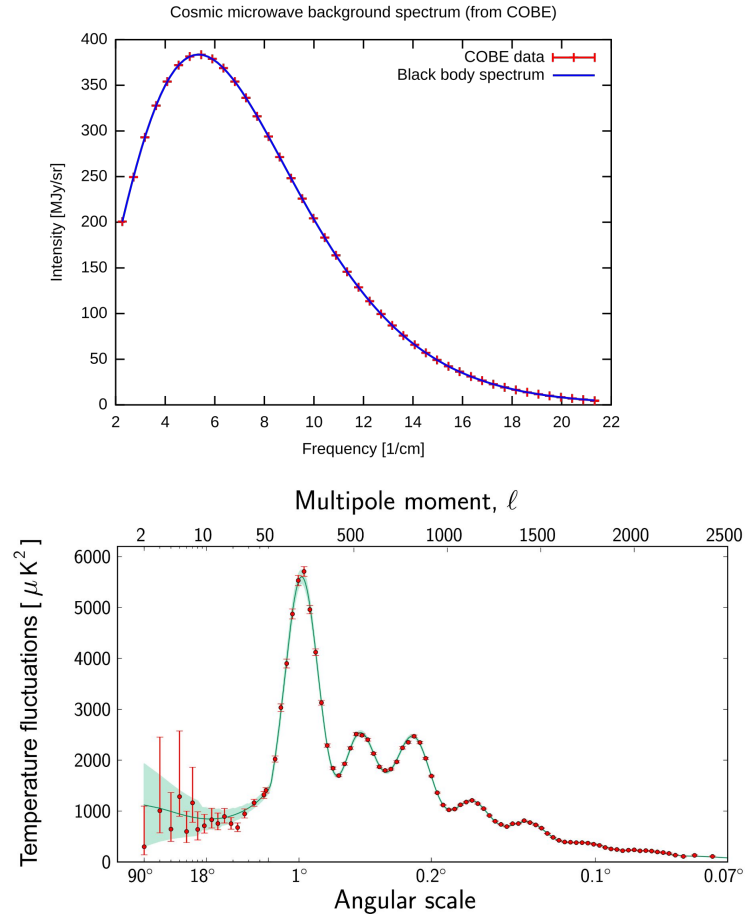 Cosmic microwave background spectrum (from COBE)
400
350
300
250
200
150
100
50
0
Intensity [MJy/sr]
COBE data
Black body spectrum
2 4 6 8 10 12 14 16 18 20 22
Frequency [1/cm]
Multipole moment, ℓ
2 10 50 500 1000 1500 2000 2500
6000
5000
4000
3000
2000
1000
0
Temperature fluctuations [ μ K² ]
90° 18° 1° 0.2° 0.1° 0.07°
Angular scale